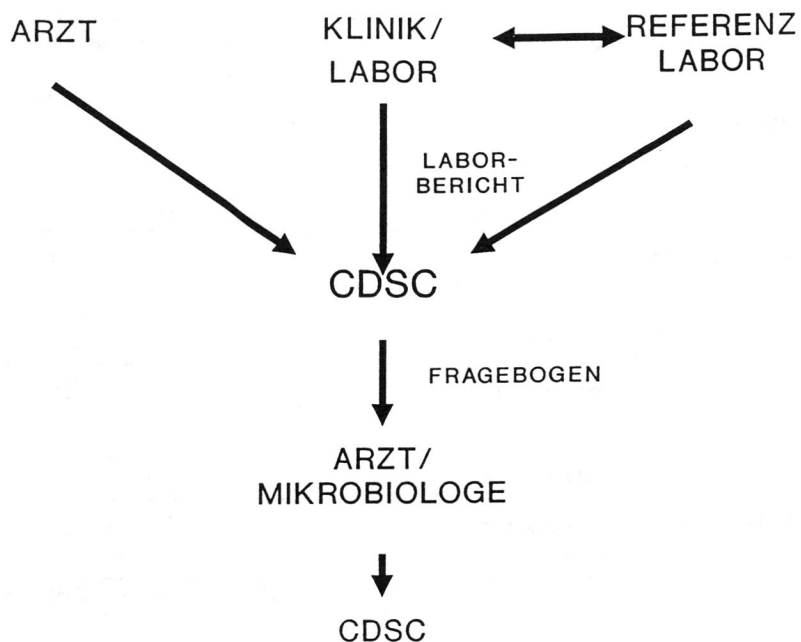 ARZT
KLINIK/
LABOR
REFERENZ
LABOR
LABOR-
BERICHT
CDSC
FRAGEBOGEN
ARZT/
MIKROBIOLOGE
CDSC